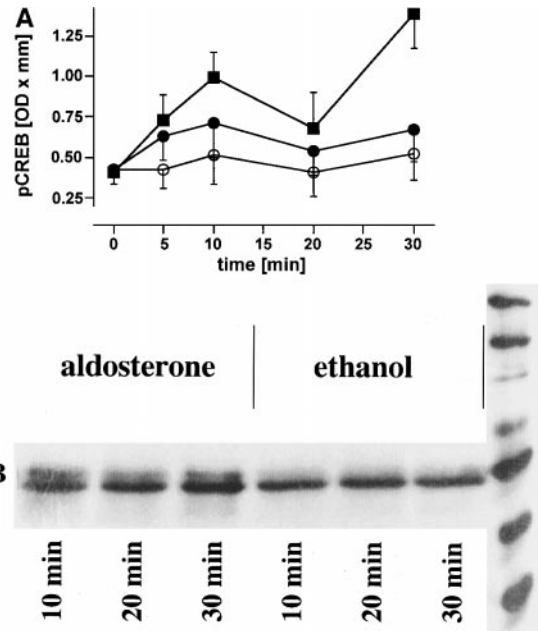 A
pCREB [OD x mm]
1.25
1.00
0.75
0.50
0.25
0 5 10 15 20 25 30
time [min]
aldosterone ethanol
B
10 min 20 min 30 min 10 min 20 min 30 min